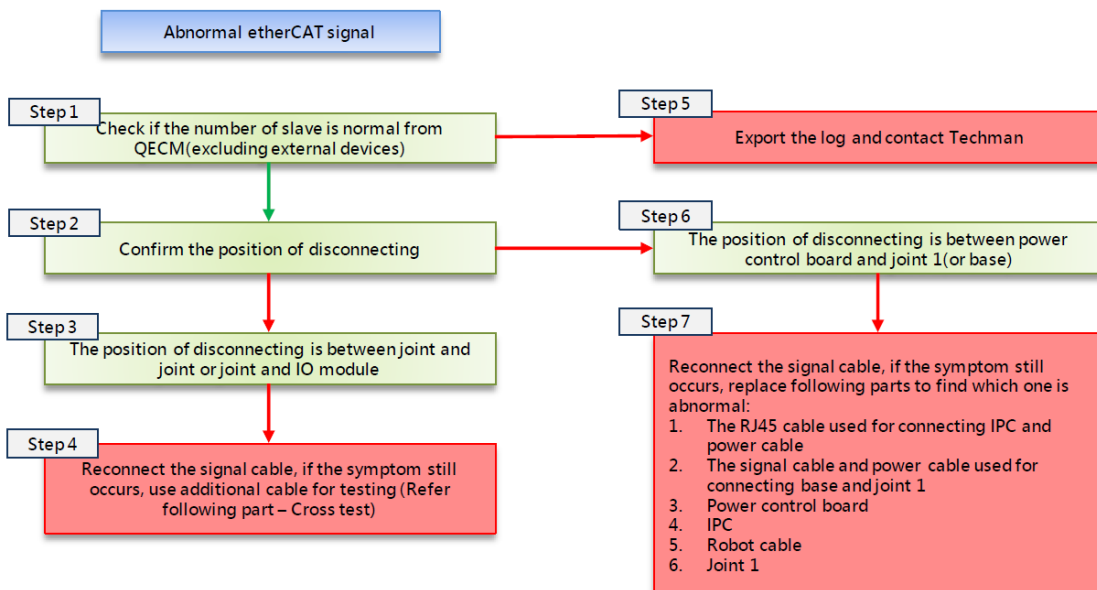 Abnormal etherCAT signal
Step 1
Check if the number of slave is normal from
QECM(excluding external devices)
Step 5
Export the log and contact Techman
Step 2
Confirm the position of disconnecting
Step 6
The position of disconnecting is between power
control board and joint 1(or base)
Step 3
The position of disconnecting is between joint and
joint or joint and IO module
Step 4
Reconnect the signal cable, if the symptom still
occurs, use additional cable for testing (Refer
following part – Cross test)
Step 7
Reconnect the signal cable, if the symptom still
occurs, replace following parts to find which one is
abnormal:
1. The RJ45 cable used for connecting IPC and
power cable
2. The signal cable and power cable used for
connecting base and joint 1
3. Power control board
4. IPC
5. Robot cable
6. Joint 1